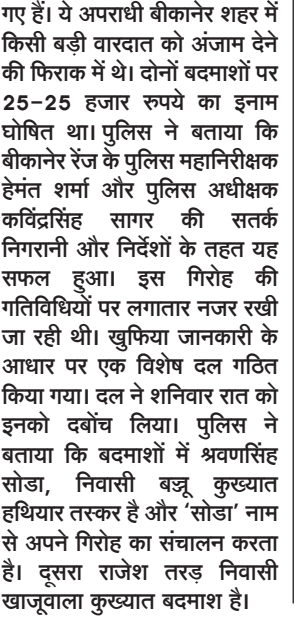 गए हैं। ये अपराधी बीकानेर शहर में
किसी बड़ी वारदात को अंजाम देने
की फिराक में थे। दोनों बदमाशों पर
25-25 हजार रुपये का इनाम
घोषित था। पुलिस ने बताया कि
बीकानेर रेंज के पुलिस महानिरीक्षक
हेमंत शर्मा और पुलिस अधीक्षक
कविंद्रसिंह सागर की सतर्क
निगरानी और निर्देशों के तहत यह
सफल हुआ। इस गिरोह की
गतिविधियों पर लगातार नजर रखी
जा रही थी। खुफिया जानकारी के
आधार पर एक विशेष दल गठित
किया गया। दल ने शनिवार रात को
इनको दबोंच लिया। पुलिस ने
बताया कि बदमाशों में श्रवणसिंह
सोडा, निवासी बज्जू कुख्यात
हथियार तस्कर है और ‘सोडा’ नाम
से अपने गिरोह का संचालन करता
है। दूसरा राजेश तरड़ निवासी
खाजूवाला कुख्यात बदमाश है।